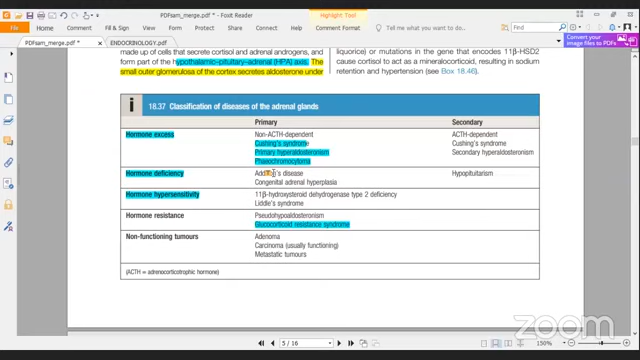 PDFsam_merge.pdf * - Foxit Reader
Highlight Tool
File
Home
Comment
View
Form
Protect
Share
Help
Extras
Comment Format
Tell me what you want to do...
Find
PDFsam_merge.pdf *
ENDOCRINOLOGY.pdf
Convert your image files to PDFs
made up of cells that secrete cortisol and adrenal androgens, and
form part of the hypothalamic–pituitary–adrenal (HPA) axis.
The small outer glomerulosa of the cortex secretes aldosterone under
liquorice) or mutations in the gene that encodes 11β-HSD2
cause cortisol to act as a mineralocorticoid, resulting in sodium
retention and hypertension (see Box 18.46).
i 18.37 Classification of diseases of the adrenal glands
Primary Secondary
Hormone excess Non-ACTH-dependent ACTH-dependent
Cushing's syndrome Cushing's syndrome
Primary hyperaldosteronism Secondary hyperaldosteronism
Phaeochromocytoma
Hormone deficiency Addison's disease Hypopituitarism
Congenital adrenal hyperplasia
Hormone hypersensitivity 11β-hydroxysteroid dehydrogenase type 2 deficiency
Liddle's syndrome
Hormone resistance Pseudohypoaldosteronism
Glucocorticoid resistance syndrome
Non-functioning tumours Adenoma
Carcinoma (usually functioning)
Metastatic tumours
(ACTH = adrenocorticotrophic hormone)
zoom
5 / 16
150%